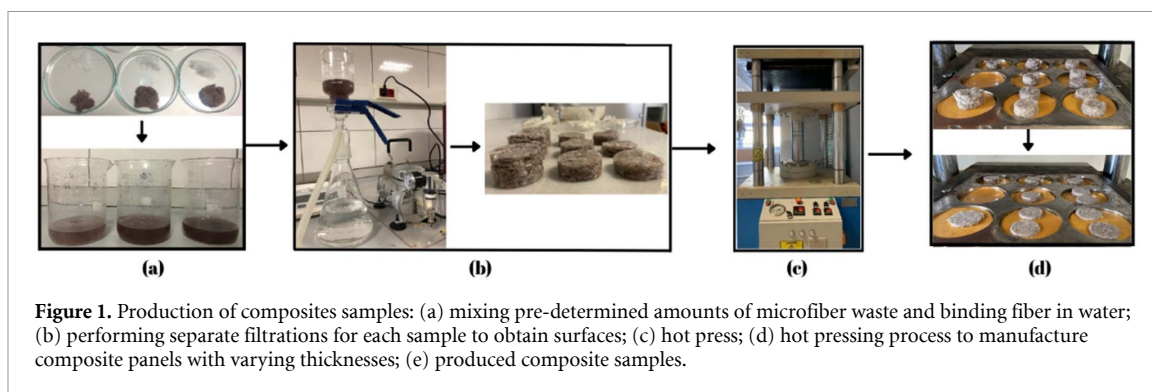 (a)
(b)
(c)
(d)
Figure 1. Production of composites samples: (a) mixing pre-determined amounts of microfiber waste and binding fiber in water;
(b) performing separate filtrations for each sample to obtain surfaces; (c) hot press; (d) hot pressing process to manufacture
composite panels with varying thicknesses; (e) produced composite samples.